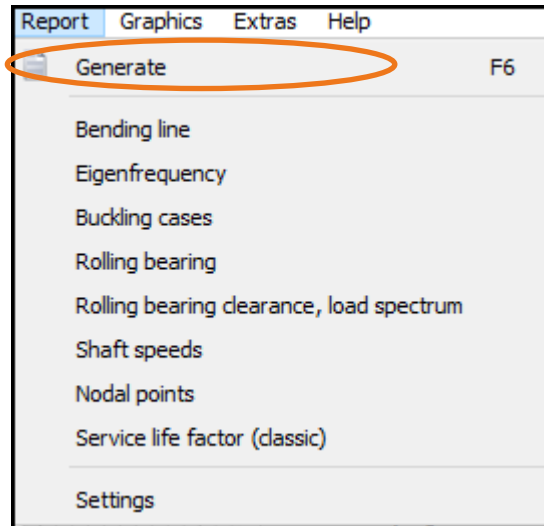 Report Graphics Extras Help
Generate F6
Bending line
Eigenfrequency
Buckling cases
Rolling bearing
Rolling bearing clearance, load spectrum
Shaft speeds
Nodal points
Service life factor (classic)
Settings